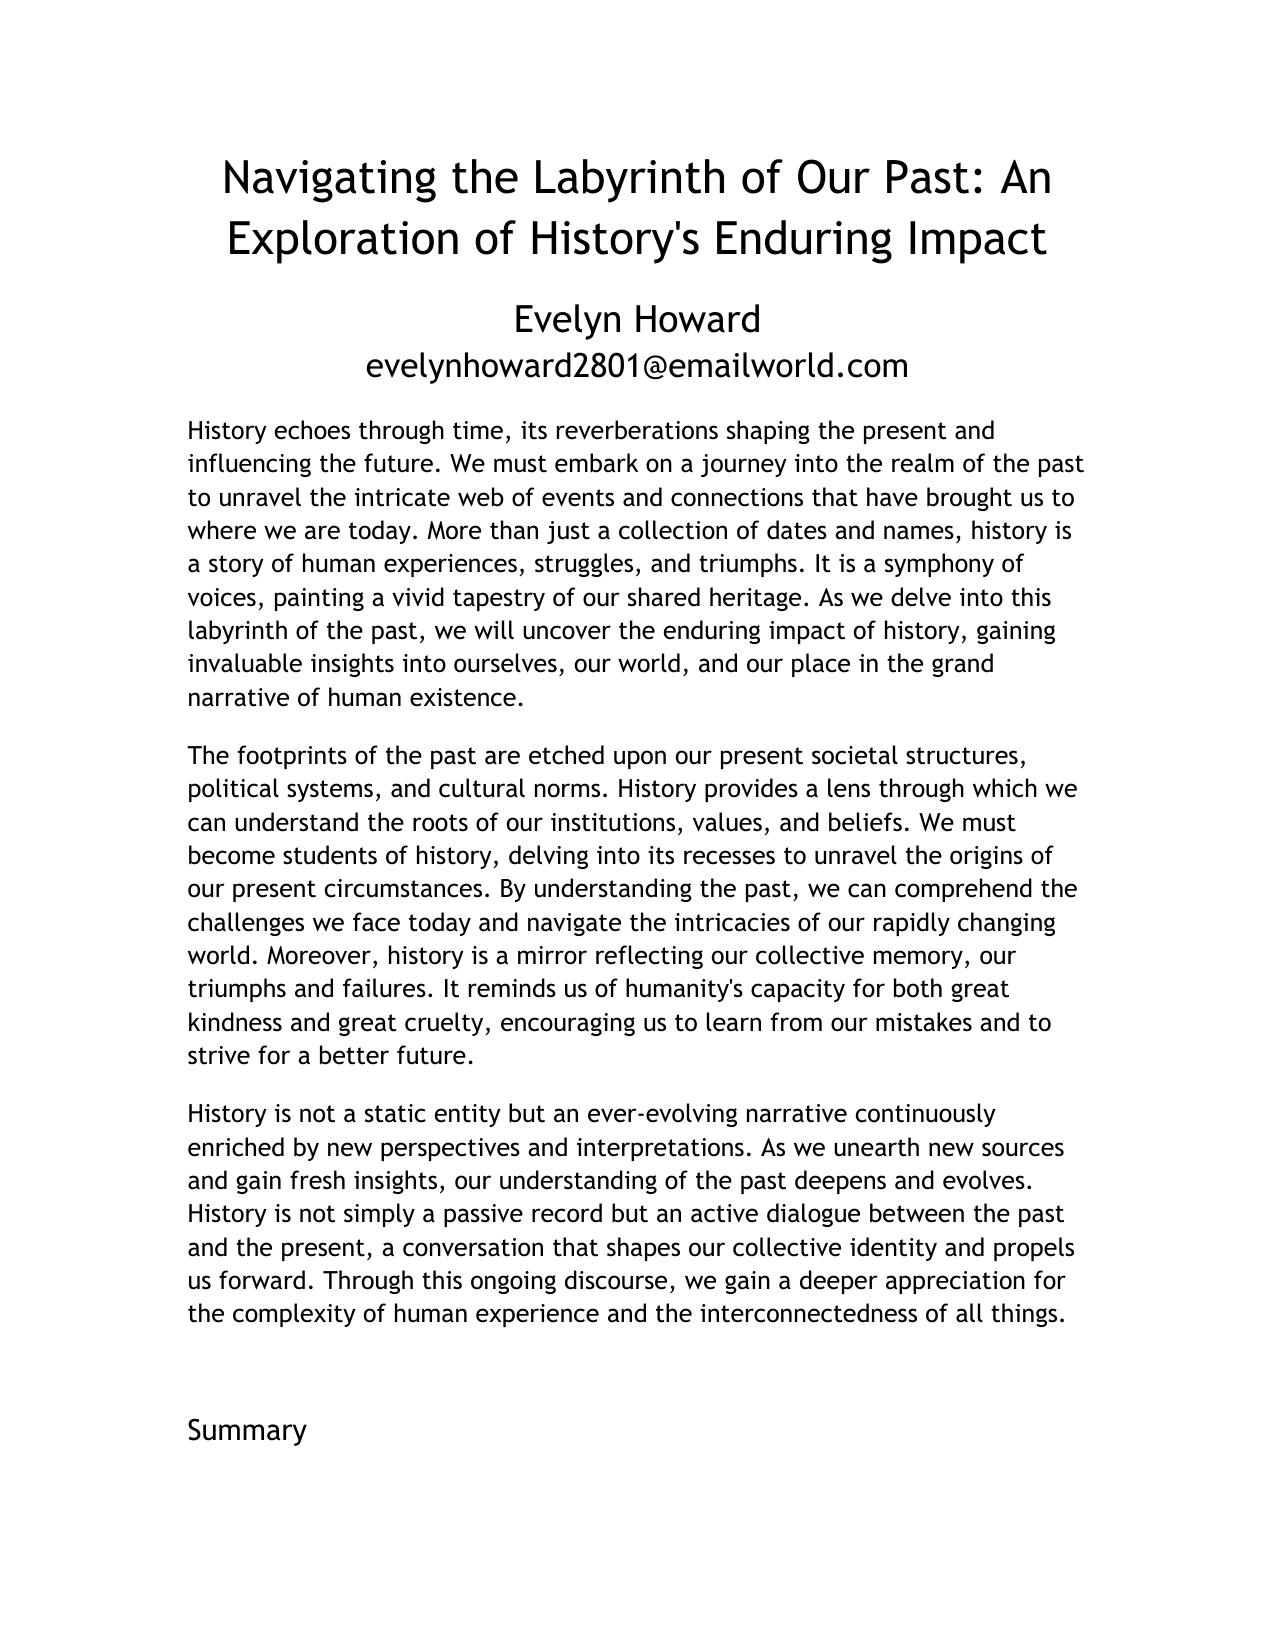 Navigating the Labyrinth of Our Past: An
Exploration of History's Enduring Impact
Evelyn Howard
evelynhoward2801@emailworld.com
History echoes through time, its reverberations shaping the present and
influencing the future. We must embark on a journey into the realm of the past
to unravel the intricate web of events and connections that have brought us to
where we are today. More than just a collection of dates and names, history is
a story of human experiences, struggles, and triumphs. It is a symphony of
voices, painting a vivid tapestry of our shared heritage. As we delve into this
labyrinth of the past, we will uncover the enduring impact of history, gaining
invaluable insights into ourselves, our world, and our place in the grand
narrative of human existence.
The footprints of the past are etched upon our present societal structures,
political systems, and cultural norms. History provides a lens through which we
can understand the roots of our institutions, values, and beliefs. We must
become students of history, delving into its recesses to unravel the origins of
our present circumstances. By understanding the past, we can comprehend the
challenges we face today and navigate the intricacies of our rapidly changing
world. Moreover, history is a mirror reflecting our collective memory, our
triumphs and failures. It reminds us of humanity's capacity for both great
kindness and great cruelty, encouraging us to learn from our mistakes and to
strive for a better future.
History is not a static entity but an ever-evolving narrative continuously
enriched by new perspectives and interpretations. As we unearth new sources
and gain fresh insights, our understanding of the past deepens and evolves.
History is not simply a passive record but an active dialogue between the past
and the present, a conversation that shapes our collective identity and propels
us forward. Through this ongoing discourse, we gain a deeper appreciation for
the complexity of human experience and the interconnectedness of all things.
Summary